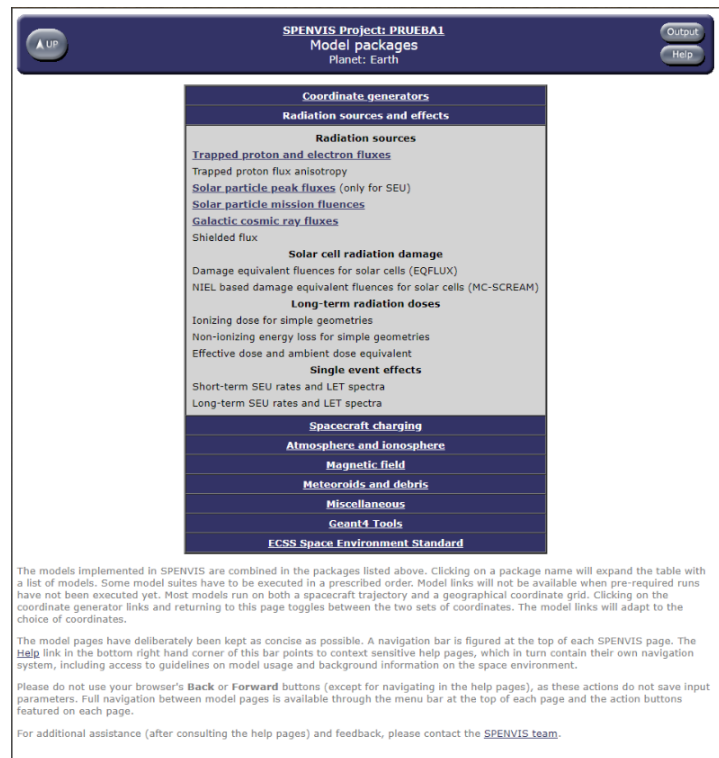 UP
SPENVIS Project: PRUEBA1
Model packages
Planet: Earth
Output
Help
Coordinate generators
Radiation sources and effects
Radiation sources
Trapped proton and electron fluxes
Trapped proton flux anisotropy
Solar particle peak fluxes (only for SEU)
Solar particle mission fluences
Galactic cosmic ray fluxes
Shielded flux
Solar cell radiation damage
Damage equivalent fluences for solar cells (EQFLUX)
NIEL based damage equivalent fluences for solar cells (MC-SCREAM)
Long-term radiation doses
Ionizing dose for simple geometries
Non-ionizing energy loss for simple geometries
Effective dose and ambient dose equivalent
Single event effects
Short-term SEU rates and LET spectra
Long-term SEU rates and LET spectra
Spacecraft charging
Atmosphere and ionosphere
Magnetic field
Meteoroids and debris
Miscellaneous
Geant4 Tools
ECSS Space Environment Standard
The models implemented in SPENVIS are combined in the packages listed above. Clicking on a package name will expand the table with
a list of models. Some model suites have to be executed in a prescribed order. Model links will not be available when pre-required runs
have not been executed yet. Most models run on both a spacecraft trajectory and a geographical coordinate grid. Clicking on the
coordinate generator links and returning to this page toggles between the two sets of coordinates. The model links will adapt to the
choice of coordinates.
The model pages have deliberately been kept as concise as possible. A navigation bar is figured at the top of each SPENVIS page. The
Help link in the bottom right hand corner of this bar points to context sensitive help pages, which in turn contain their own navigation
system, including access to guidelines on model usage and background information on the space environment.
Please do not use your browser's Back or Forward buttons (except for navigating in the help pages), as these actions do not save input
parameters. Full navigation between model pages is available through the menu bar at the top of each page and the action buttons
featured on each page.
For additional assistance (after consulting the help pages) and feedback, please contact the SPENVIS team.